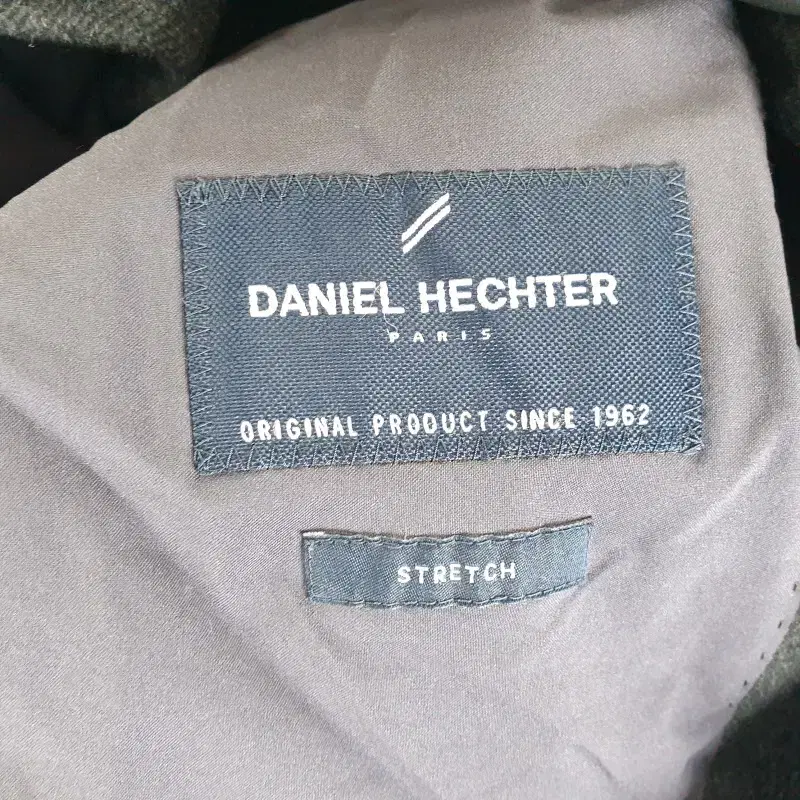 DANIEL HECHTER
PARIS
ORIGINAL PRODUCT SINCE 1962
STRETCH